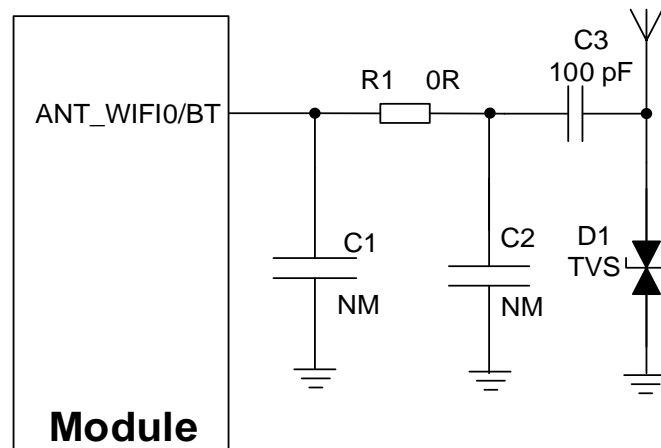 C3
100 pF
R1 0R
ANT_WIFI0/BT
C1
NM
C2
NM
D1
TVS
Module